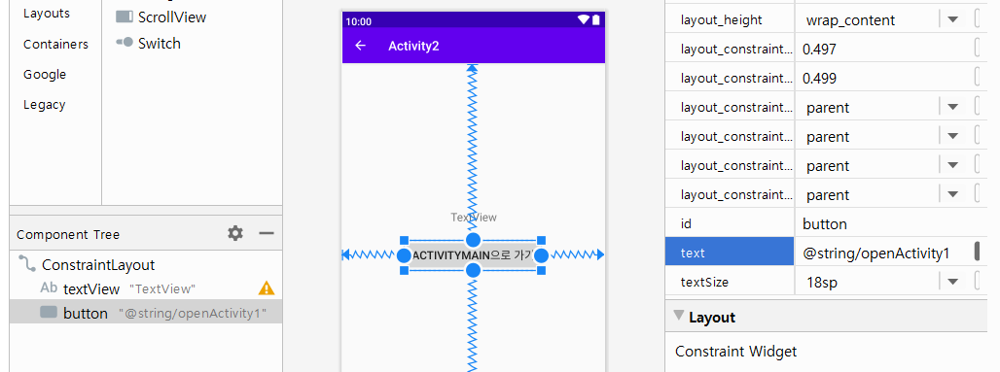 Layouts
Containers
Google
Legacy
ScrollView
Switch
Component Tree
ConstraintLayout
Ab textView "TextView"
button "@string/openActivity1"
10:00
Activity2
TextView
ACTIVITYMAIN으로 가기
layout_height wrap_content
layout_constraint... 0.497
layout_constraint... 0.499
layout_constraint... parent
layout_constraint... parent
layout_constraint... parent
layout_constraint... parent
id button
text @string/openActivity1
textSize 18sp
Layout
Constraint Widget